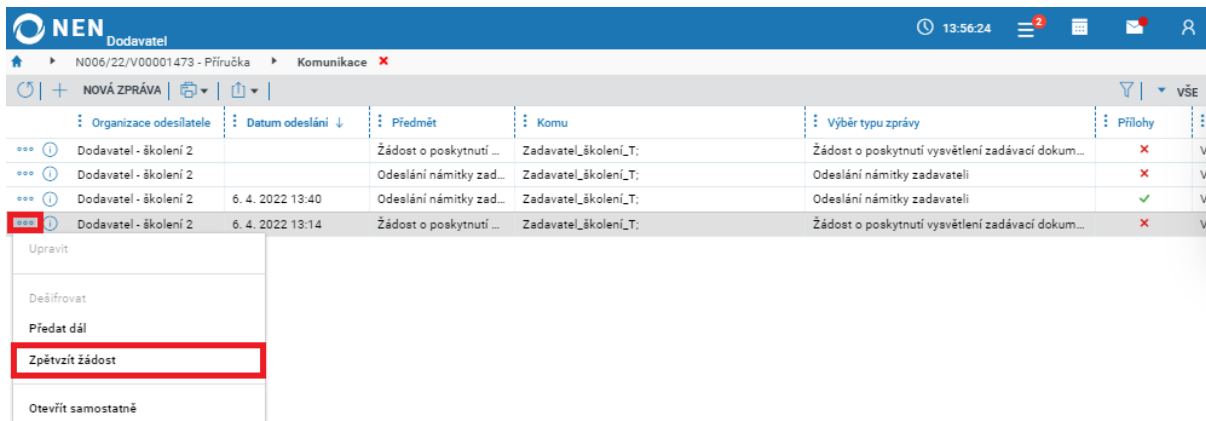 NEN Dodavatel 13:56:24 2
N006/22/V00001473 - Příručka Komunikace
NOVÁ ZPRÁVA VŠE
Organizace odesílatele Datum odeslání ↓ Předmět Komu Výběr typu zprávy Přílohy
Dodavatel - školení 2 Žádost o poskytnutí ... Zadavatel_školení_T; Žádost o poskytnutí vysvětlení zadávací dokum... V
Dodavatel - školení 2 Odeslání námitky zad... Zadavatel_školení_T; Odeslání námitky zadavateli V
Dodavatel - školení 2 6. 4. 2022 13:40 Odeslání námitky zad... Zadavatel_školení_T; Odeslání námitky zadavateli V
Dodavatel - školení 2 6. 4. 2022 13:14 Žádost o poskytnutí ... Zadavatel_školení_T; Žádost o poskytnutí vysvětlení zadávací dokum... V
Upravit
Dešifrovat
Předat dál
Zpětvzít žádost
Otevřít samostatně